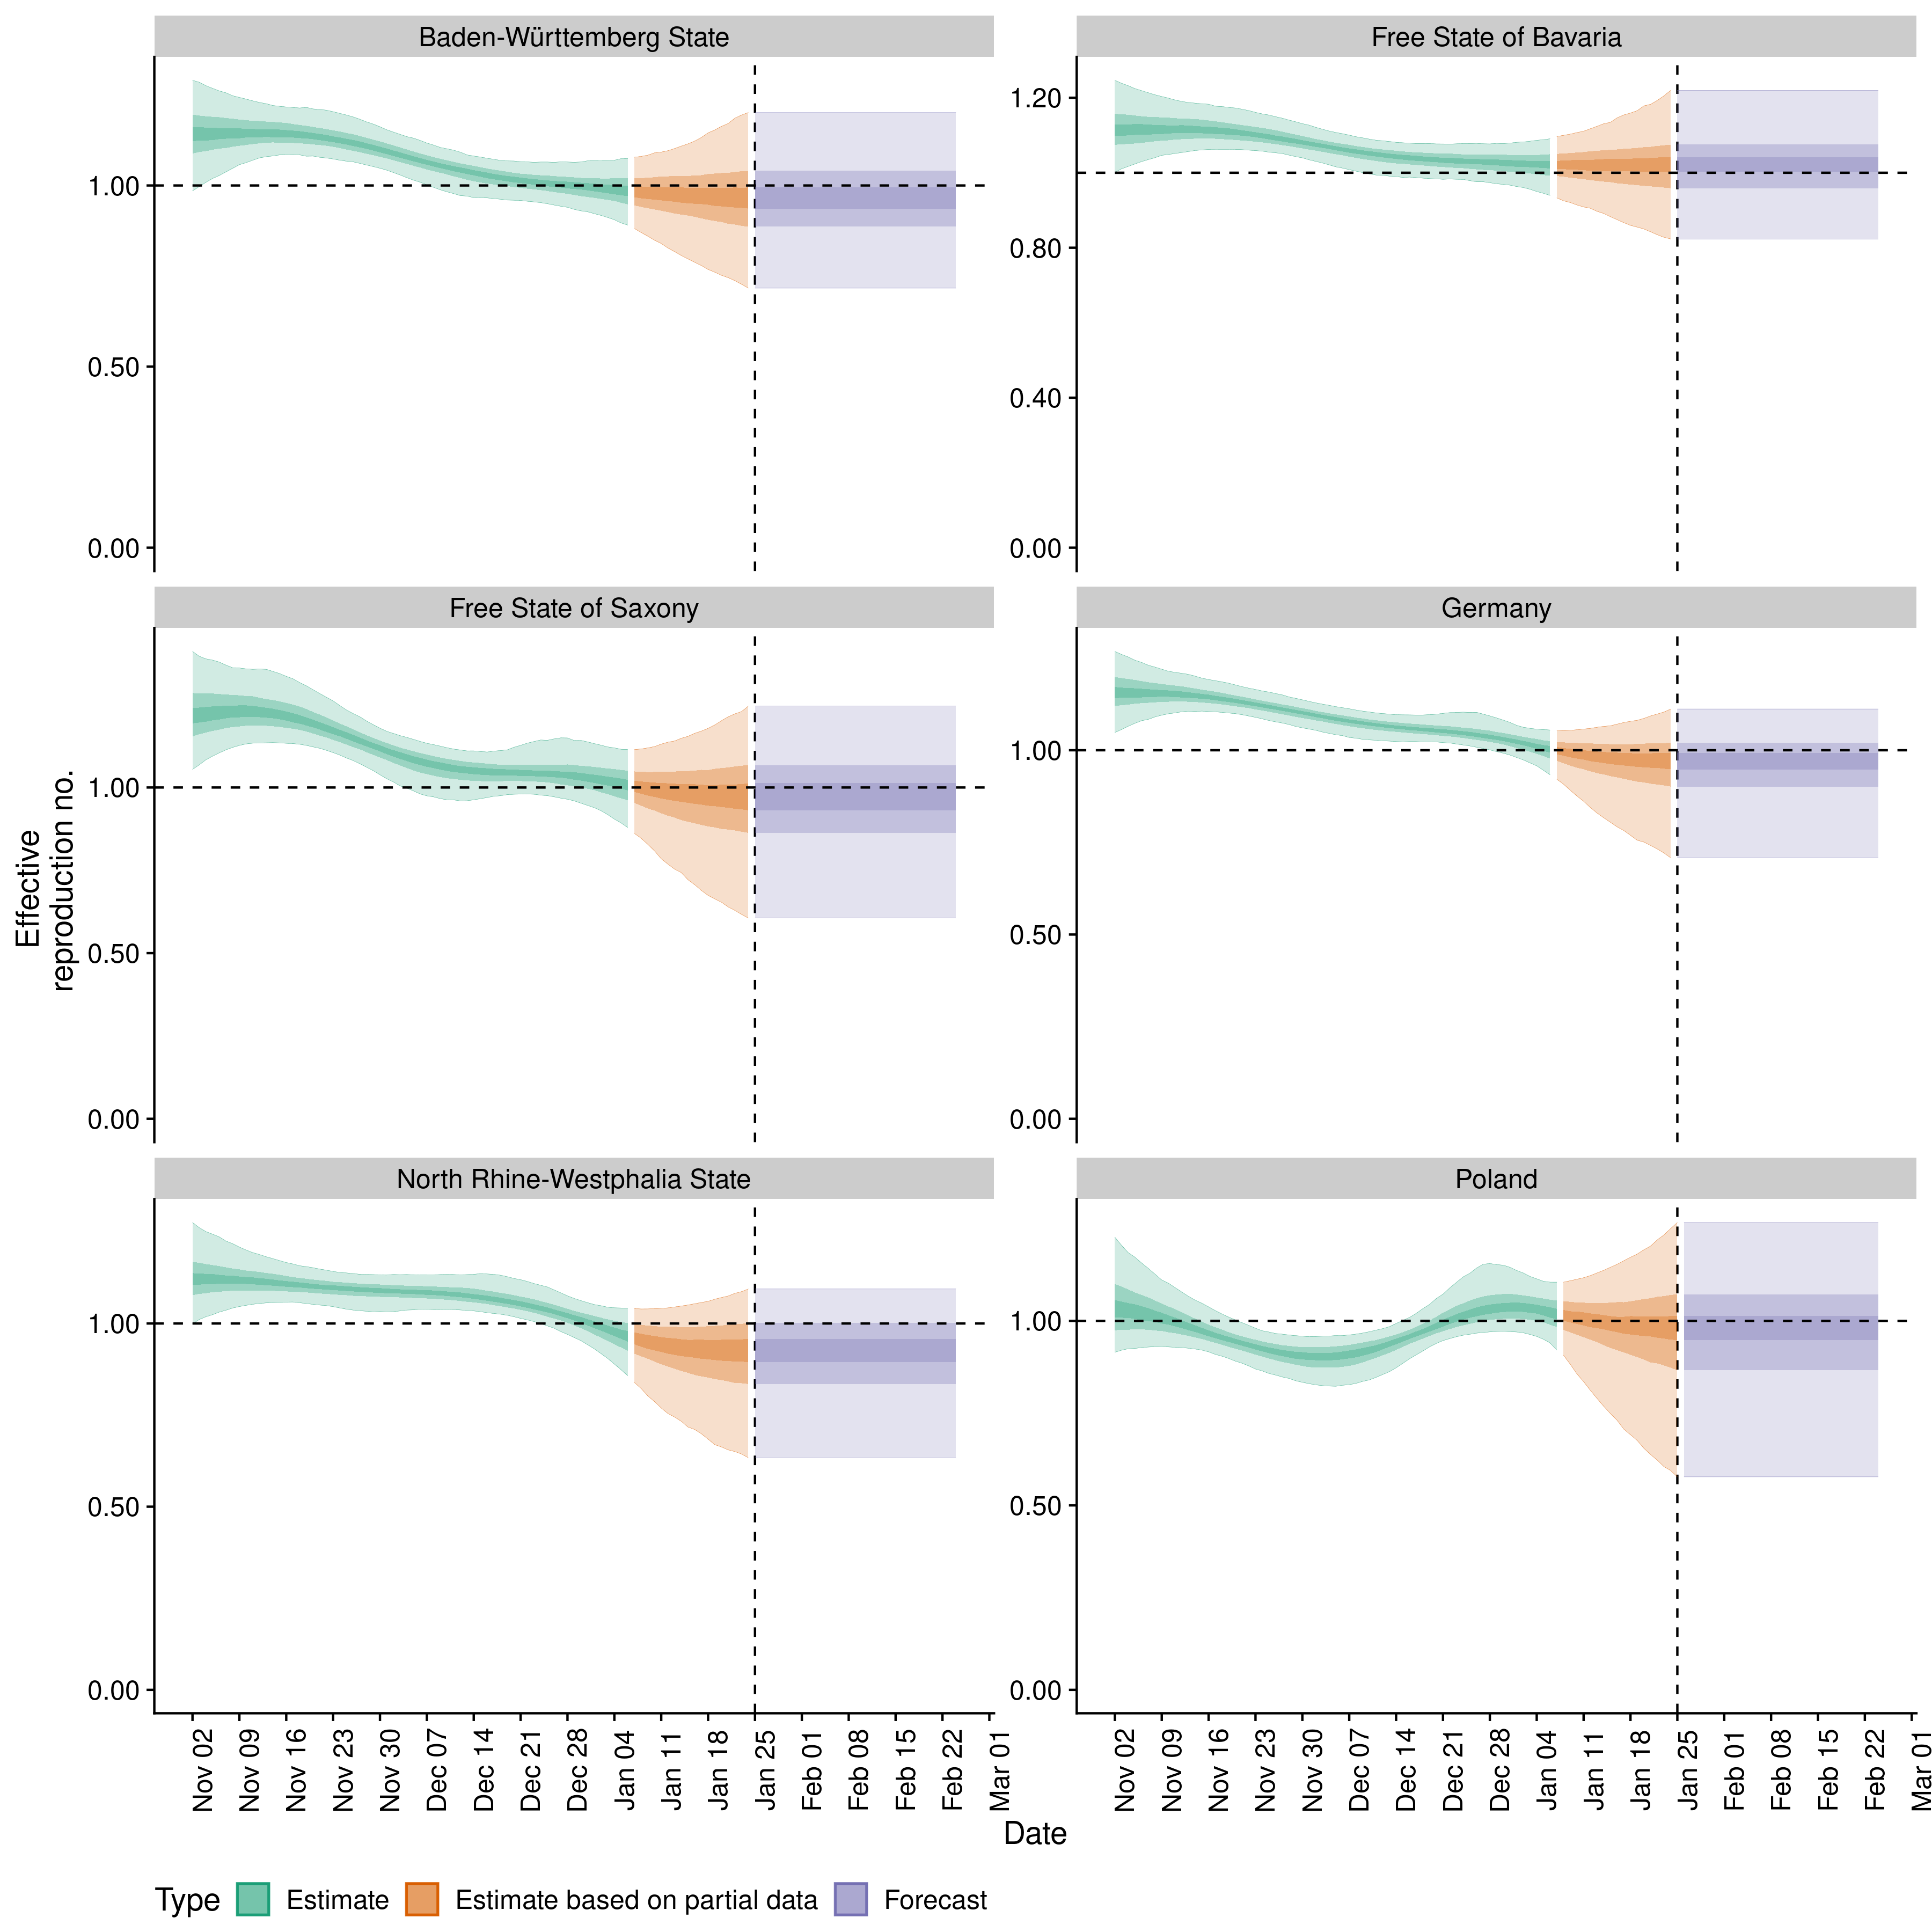 Baden-Württemberg State
Free State of Bavaria
1.00
0.50
0.00
1.20
0.80
0.40
0.00
Free State of Saxony
Germany
1.00
0.50
0.00
1.00
0.50
0.00
North Rhine-Westphalia State
Poland
1.00
0.50
0.00
1.00
0.50
0.00
Effective
reproduction no.
Nov 02
Nov 09
Nov 16
Nov 23
Nov 30
Dec 07
Dec 14
Dec 21
Dec 28
Jan 04
Jan 11
Jan 18
Jan 25
Feb 01
Feb 08
Feb 15
Feb 22
Mar 01
Nov 02
Nov 09
Nov 16
Nov 23
Nov 30
Dec 07
Dec 14
Dec 21
Dec 28
Jan 04
Jan 11
Jan 18
Jan 25
Feb 01
Feb 08
Feb 15
Feb 22
Mar 01
Date
Type Estimate Estimate based on partial data Forecast